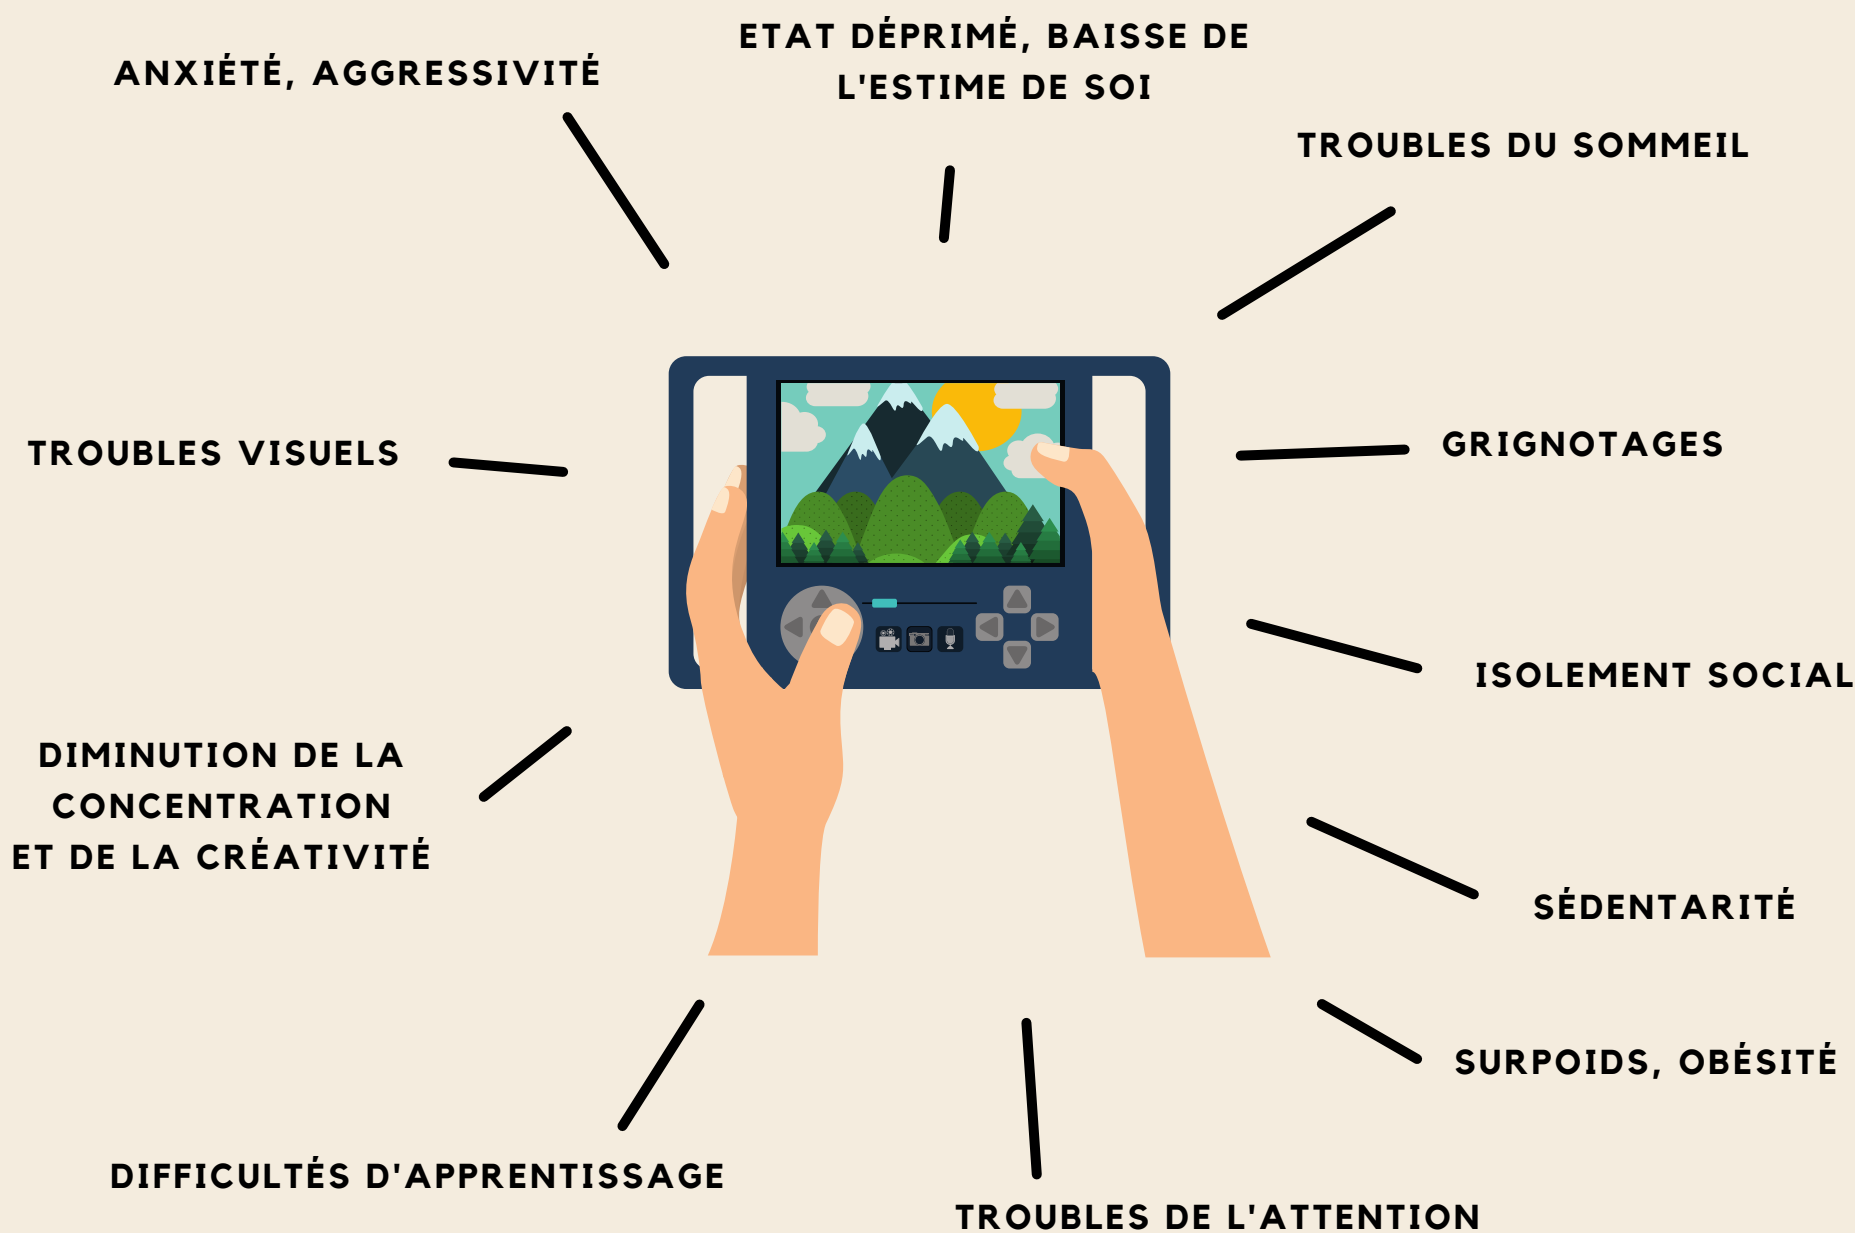 ETAT DÉPRIMÉ, BAISSE DE
L'ESTIME DE SOI
ANXIÉTÉ, AGGRESSIVITÉ
TROUBLES DU SOMMEIL
TROUBLES VISUELS
GRIGNOTAGES
ISOLEMENT SOCIAL
DIMINUTION DE LA
CONCENTRATION
ET DE LA CRÉATIVITÉ
SÉDENTARITÉ
SURPOIDS, OBÉSITÉ
DIFFICULTÉS D'APPRENTISSAGE
TROUBLES DE L'ATTENTION